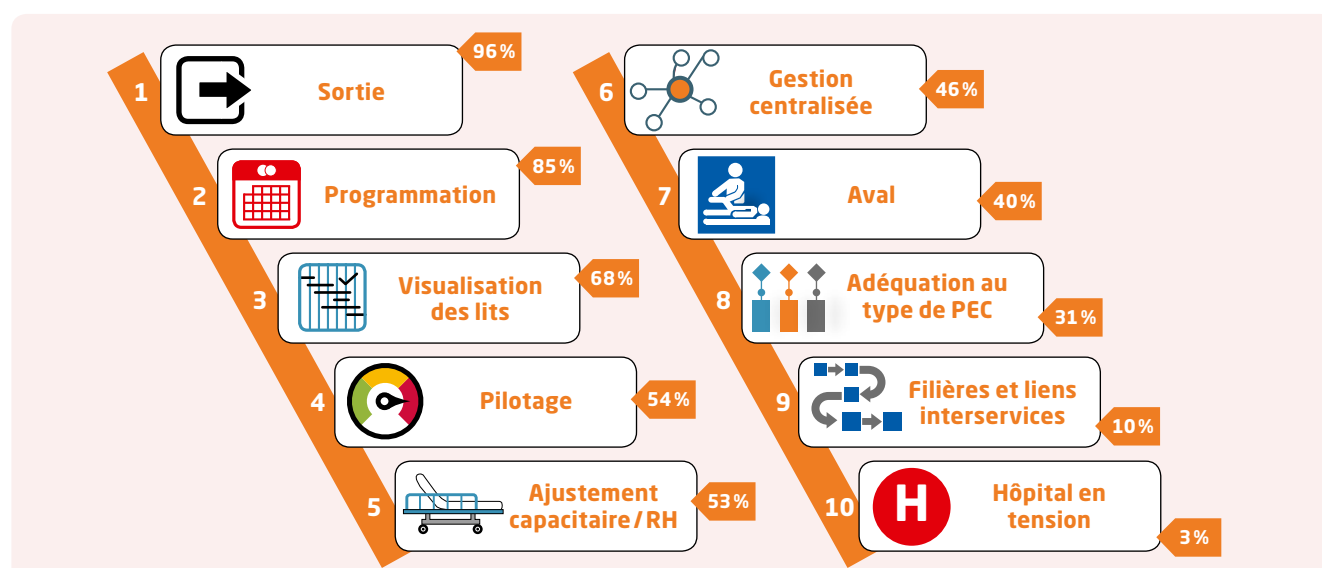 1
Sortie
96 %
2
Programmation
85 %
3
Visualisation
des lits
68 %
4
Pilotage
54 %
5
Ajustement
capacitaire / RH
53 %
6
Gestion
centralisée
46 %
7
Aval
40 %
8
Adéquation au
type de PEC
31 %
9
Filières et liens
interservices
10 %
10
H
Hôpital en
tension
3 %